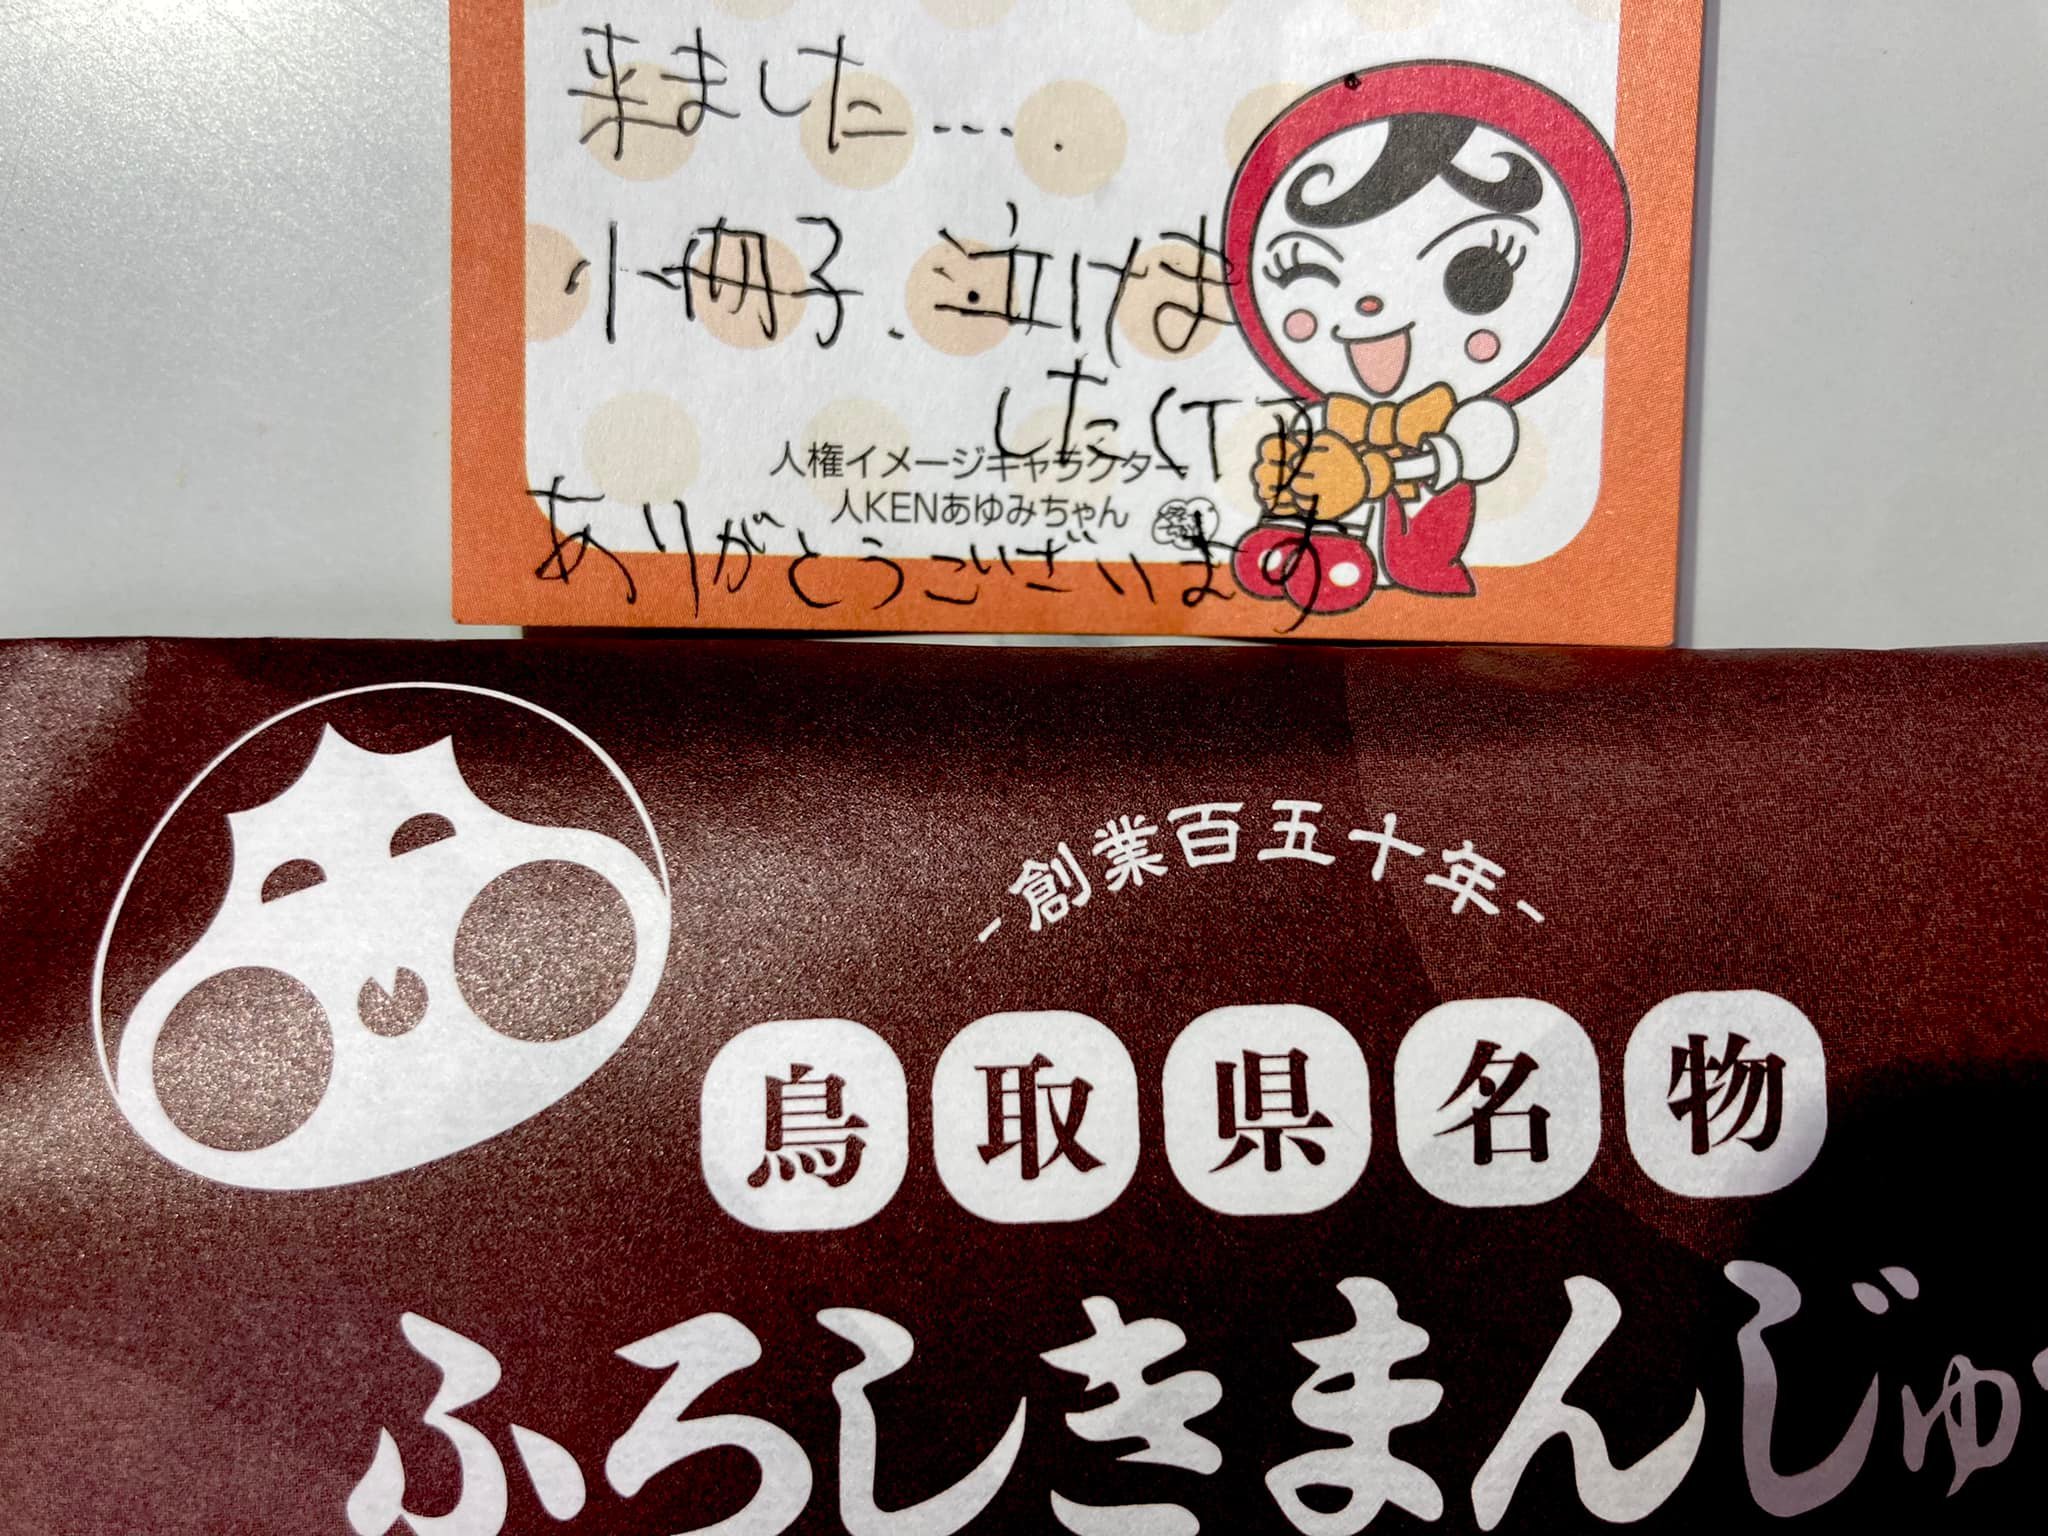 来ました....
小冊子.泣けま
した(T_T)
人権イメージキャラクター
人KENあゆみちゃん
ありがとうございます
-創業百五十年-
鳥取県名物
ふろしきまんじゅ